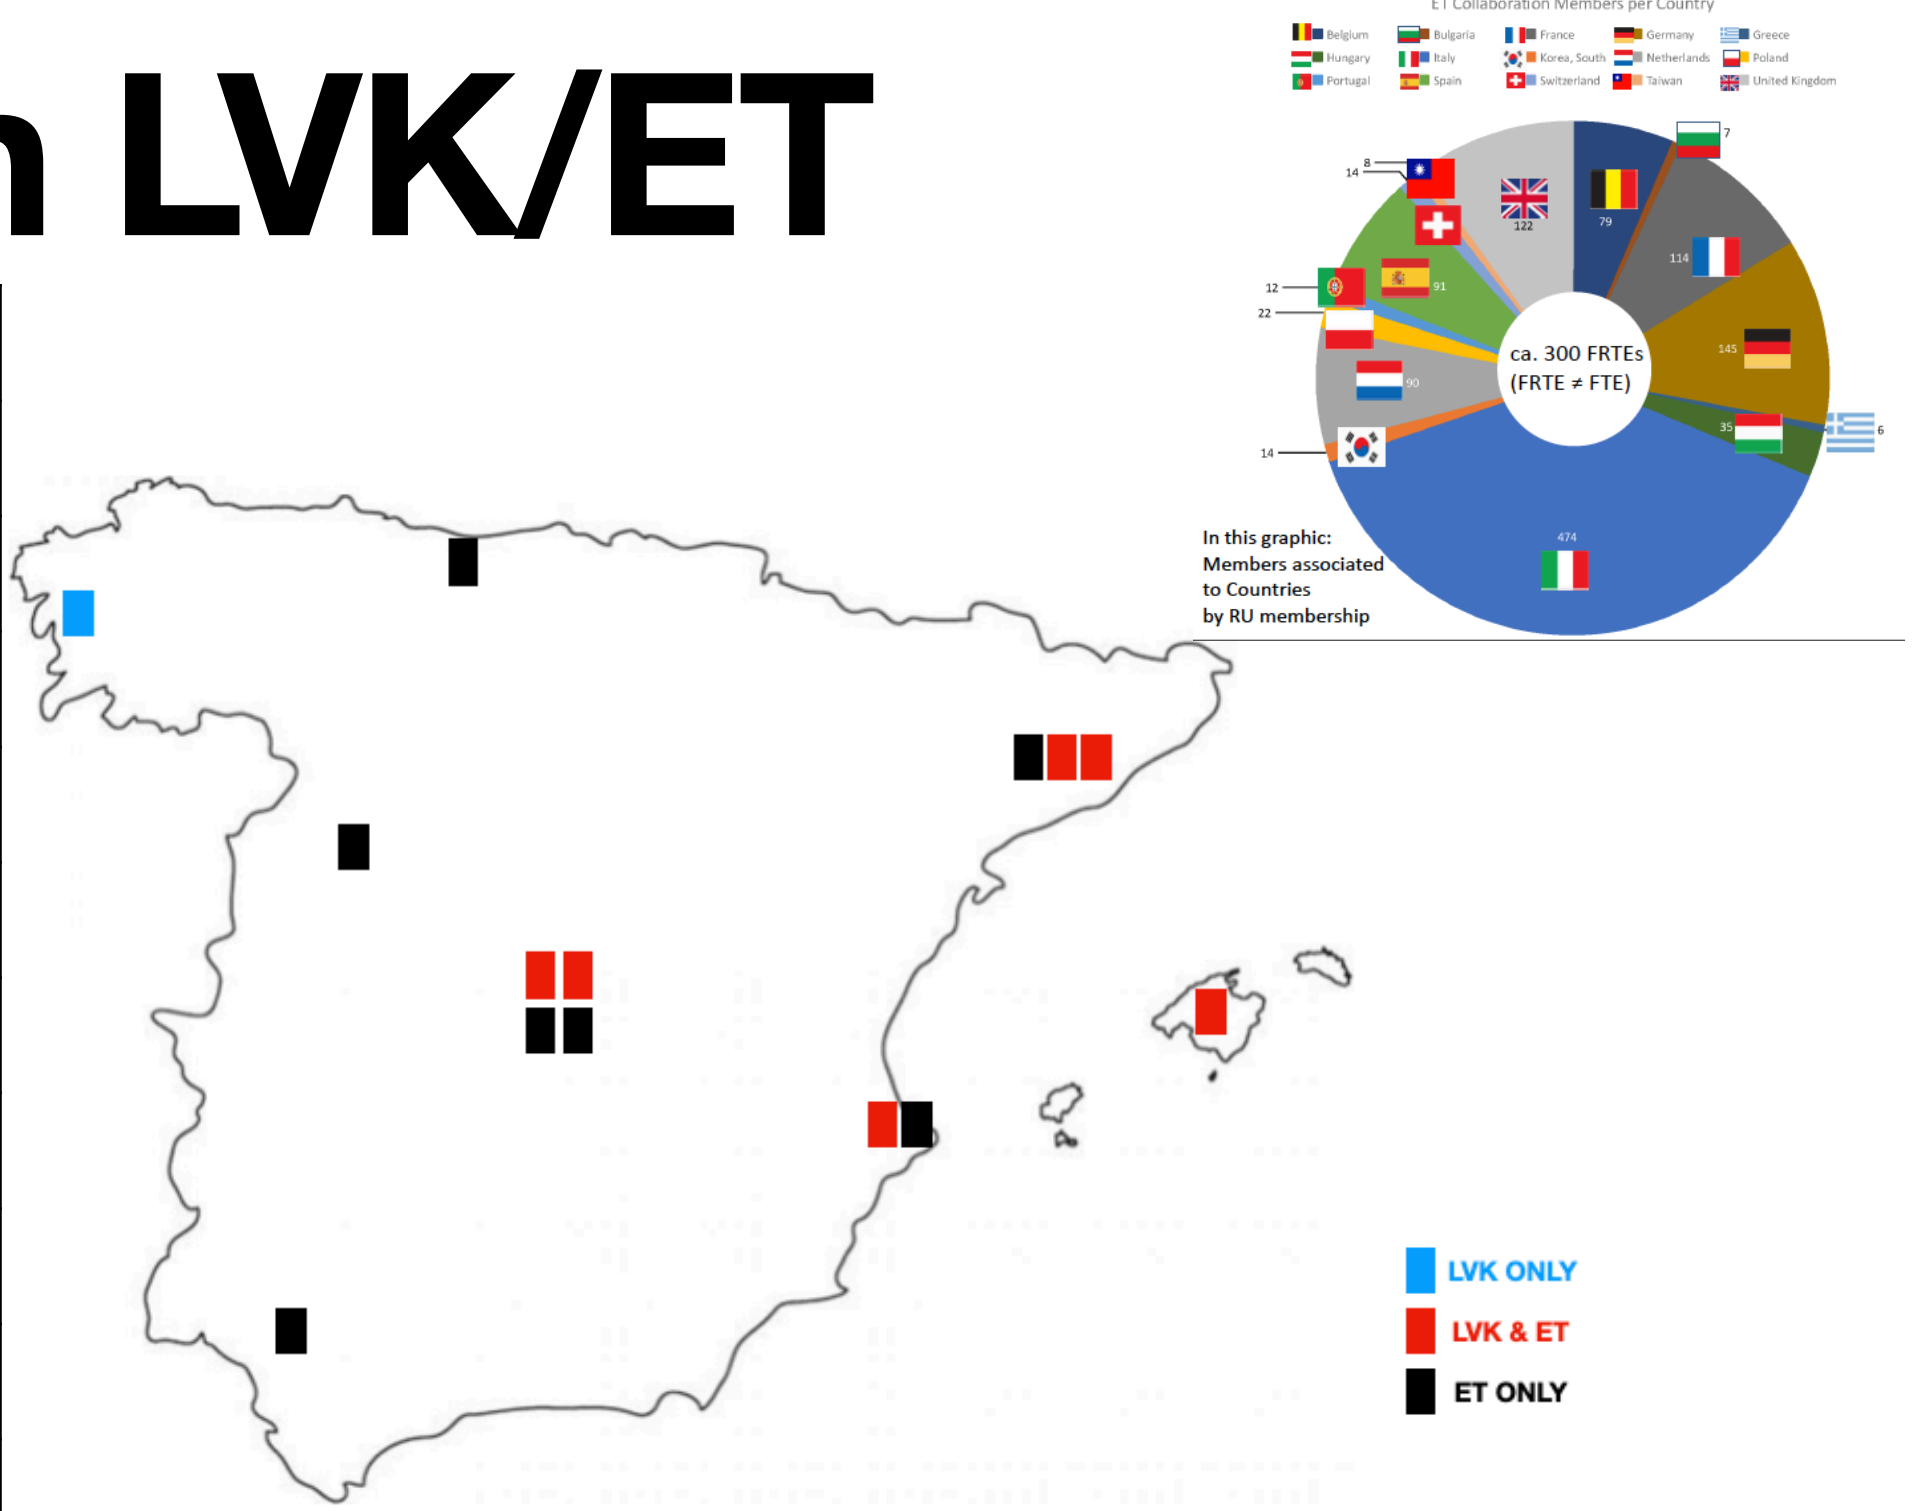 n LVK/ET
ET Collaboration Members per Country
Belgium Bulgaria France Germany Greece
Hungary Italy Korea, South Netherlands Poland
Portugal Spain Switzerland Taiwan United Kingdom
7
8
14
122
79
114
12
91
22
145
ca. 300 FRTEs
(FRTE ≠ FTE)
90
35
6
14
474
In this graphic:
Members associated
to Countries
by RU membership
LVK ONLY
LVK & ET
ET ONLY